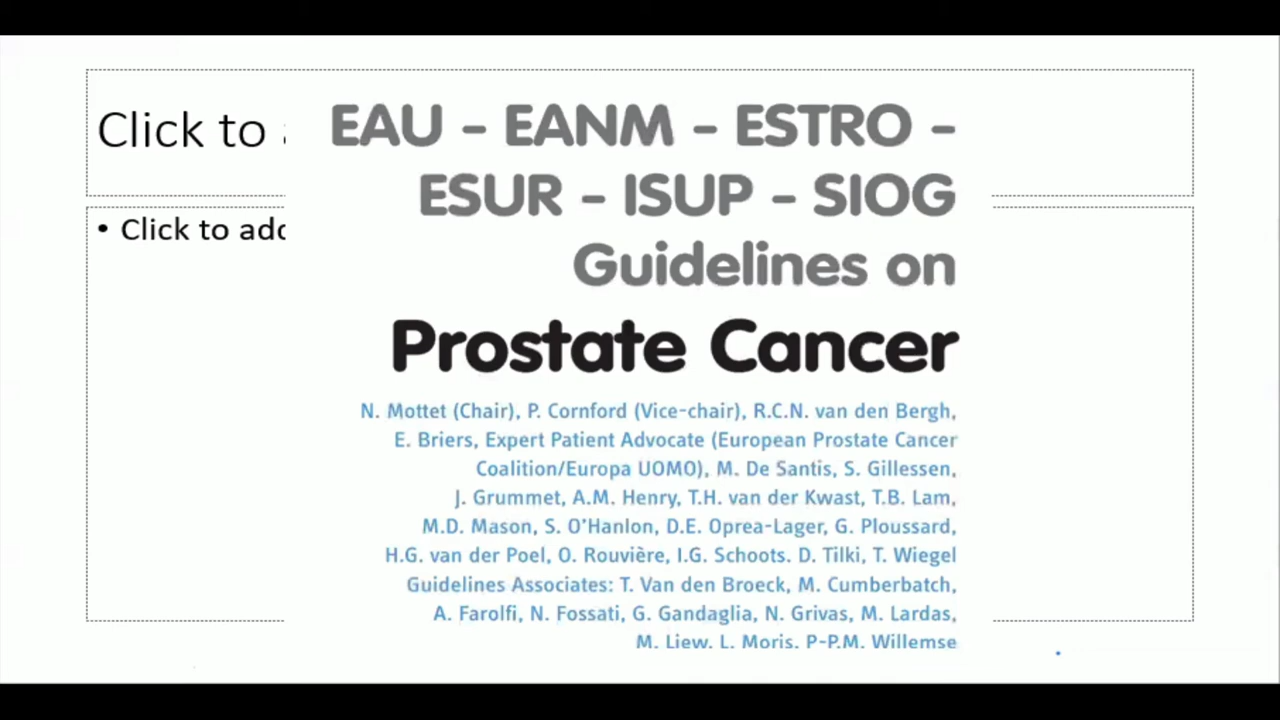 Click to
EAU – EANM – ESTRO –
ESUR – ISUP – SIOG
Guidelines on
• Click to add
Prostate Cancer
N. Mottet (Chair), P. Cornford (Vice-chair), R.C.N. van den Bergh,
E. Briers, Expert Patient Advocate (European Prostate Cancer
Coalition/Europa UOMO), M. De Santis, S. Gillessen,
J. Grummet, A.M. Henry, T.H. van der Kwast, T.B. Lam,
M.D. Mason, S. O'Hanlon, D.E. Oprea-Lager, G. Ploussard,
H.G. van der Poel, O. Rouvière, I.G. Schoots. D. Tilki, T. Wiegel
Guidelines Associates: T. Van den Broeck, M. Cumberbatch,
A. Farolfi, N. Fossati, G. Gandaglia, N. Grivas, M. Lardas,
M. Liew. L. Moris. P-P.M. Willemse